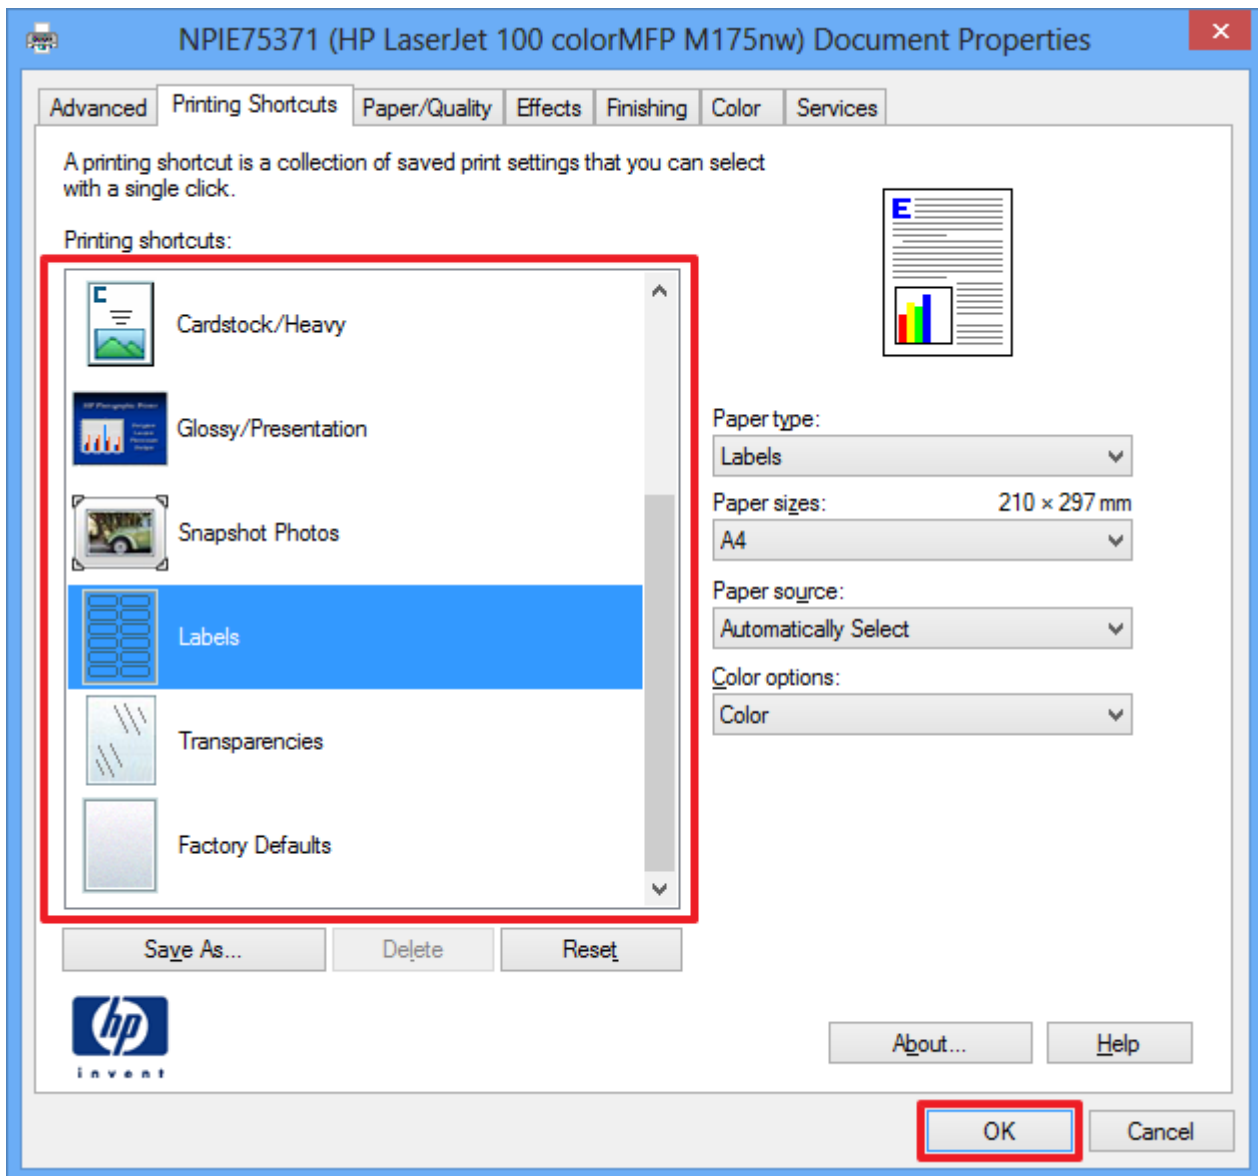 NPIE75371 (HP LaserJet 100 colorMFP M175nw) Document Properties
Advanced Printing Shortcuts Paper/Quality Effects Finishing Color Services
A printing shortcut is a collection of saved print settings that you can select
with a single click.
Printing shortcuts:
E
C
Cardstock/Heavy
Glossy/Presentation
Snapshot Photos
Labels
Transparencies
Factory Defaults
Paper type:
Labels
Paper sizes: 210 × 297 mm
A4
Paper source:
Automatically Select
Color options:
Color
Save As... Delete Reset
hp
invent
About... Help
OK Cancel